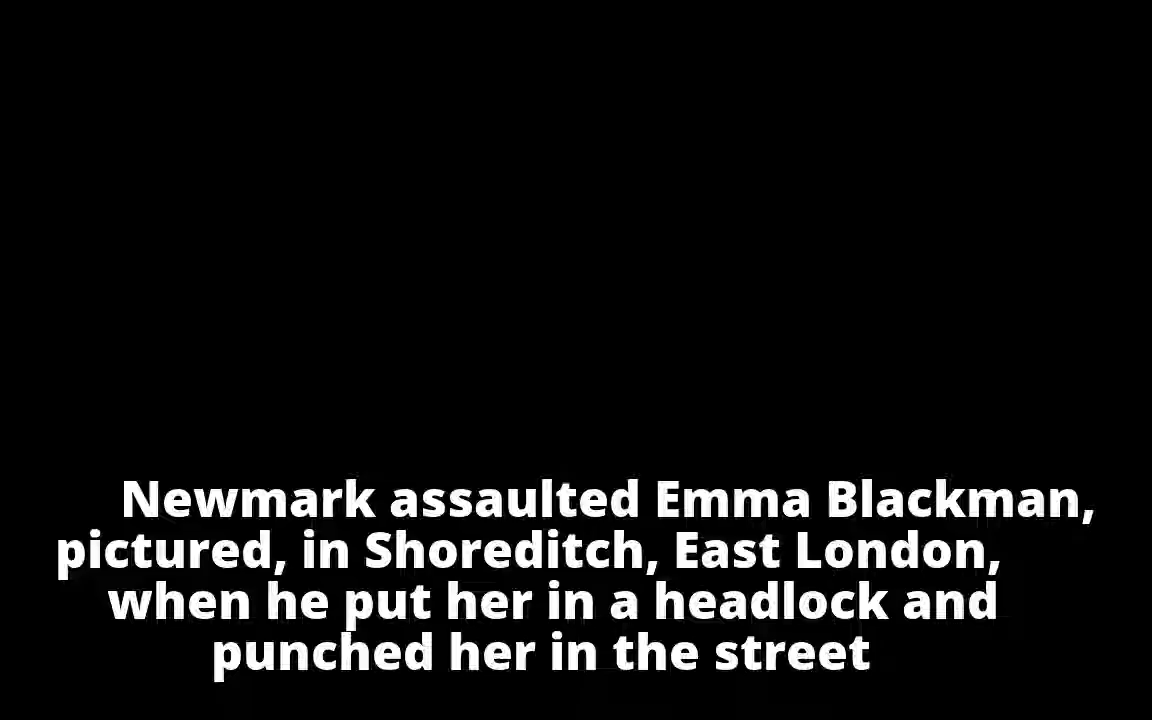 Newmark assaulted Emma Blackman,
pictured, in Shoreditch, East London,
when he put her in a headlock and
punched her in the street